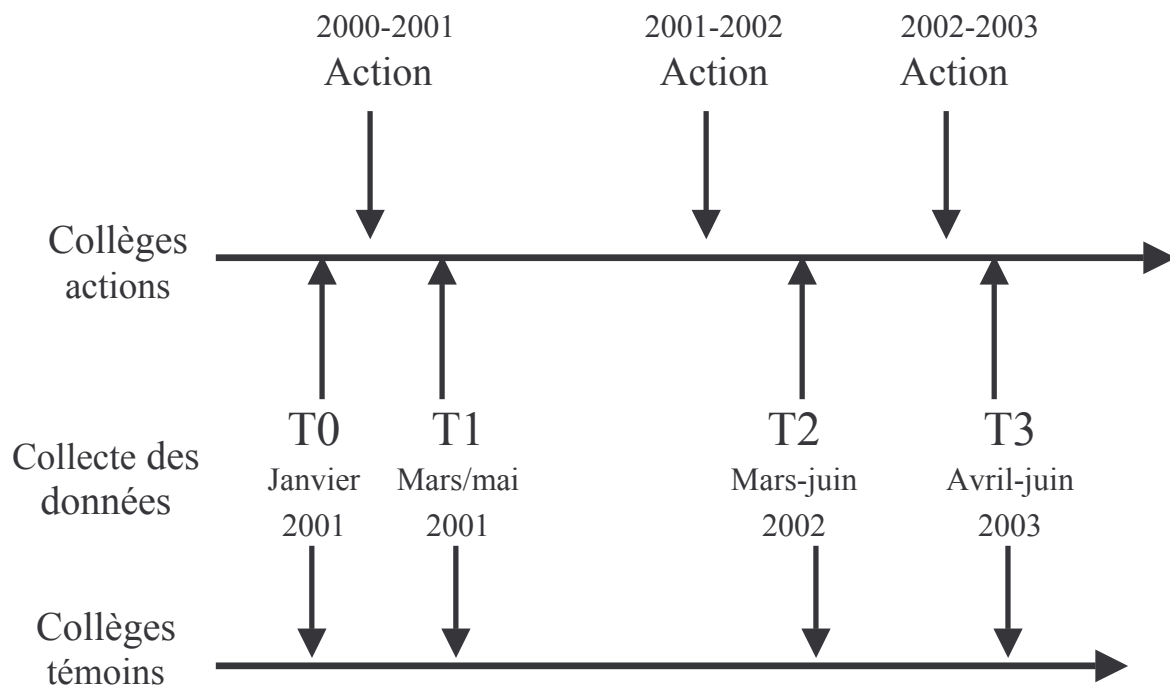 2000-2001 2001-2002 2002-2003
Action Action Action
Collèges
actions
T0 T1 T2 T3
Collecte des
données
Janvier Mars/mai Mars-juin Avril-juin
2001 2001 2002 2003
Collèges
témoins